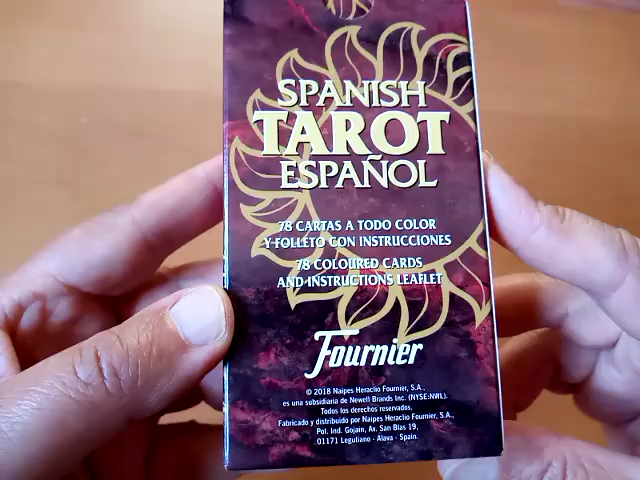 SPANISH
TAROT
ESPAÑOL
78 CARTAS A TODO COLOR
Y FOLLETO CON INSTRUCCIONES
78 COLOURED CARDS
AND INSTRUCTIONS LEAFLET
Fournier
© 2018 Naipes Heraclio Fournier, S.A.,
es una subsidiaria de Newell Brands Inc. (NYSE:NWL).
Todos los derechos reservados.
Fabricado y distribuido por Naipes Heraclio Fournier, S.A.,
Pol. Ind. Gojain, Av. San Blas 19,
01171 Legutiano - Alava - Spain.